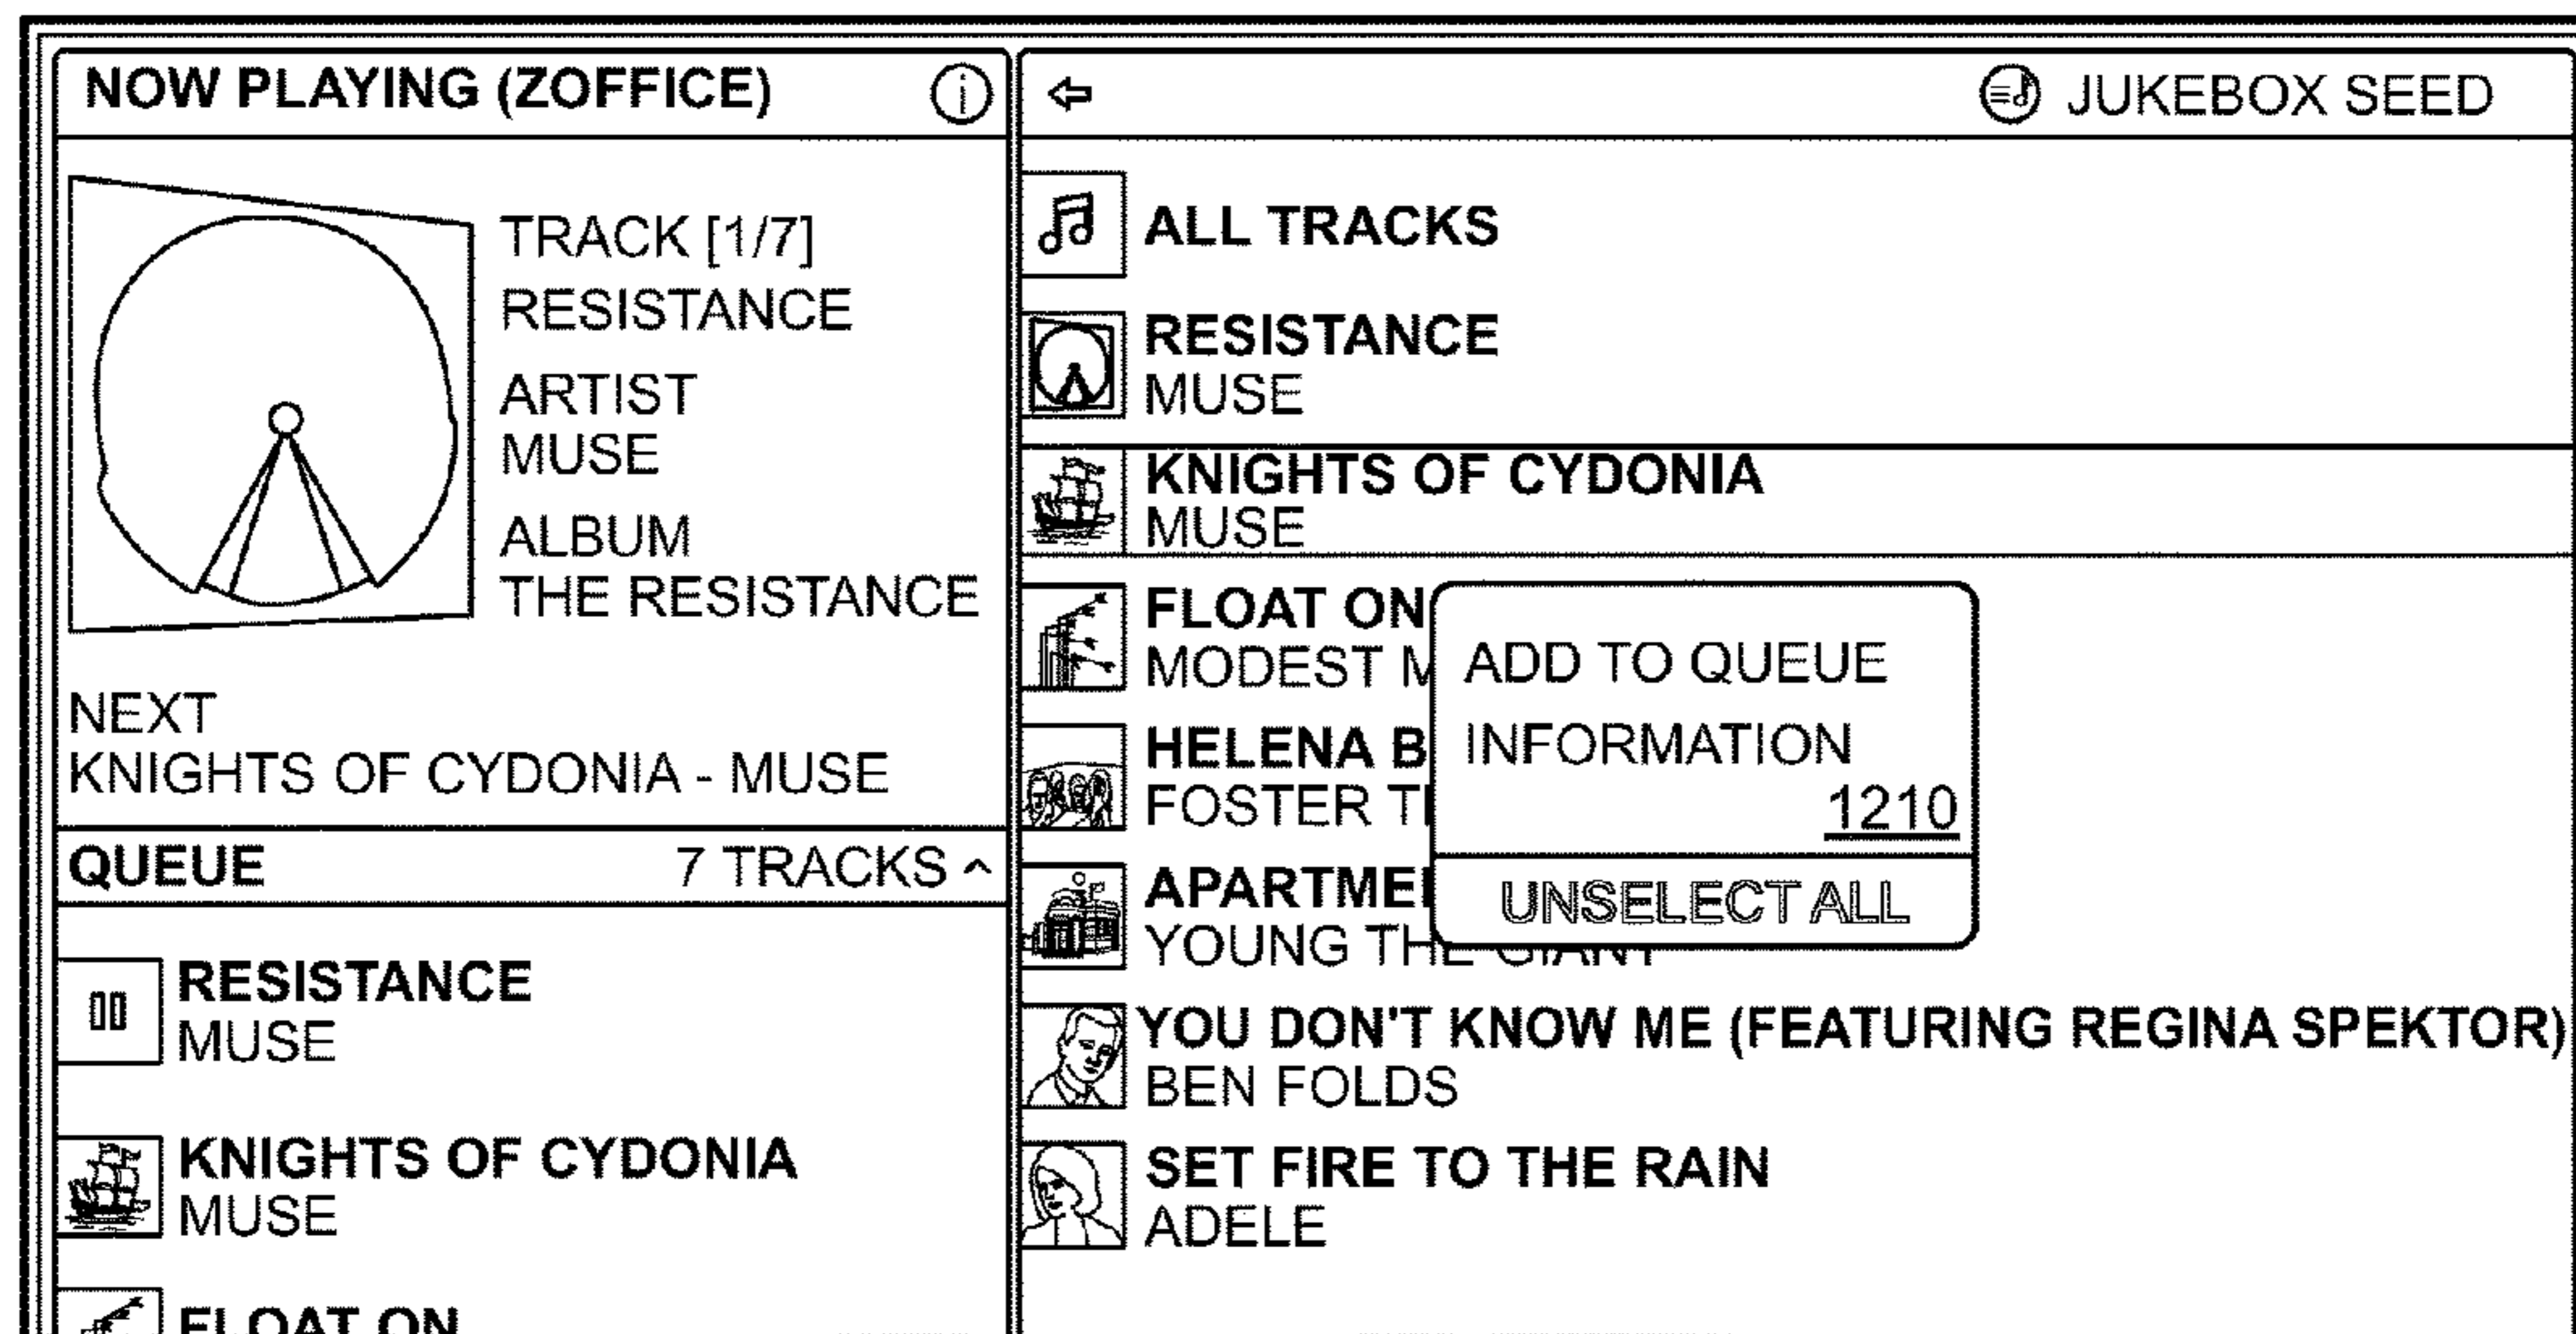 NOW PLAYING (ZOFFICE)
TRACK [1/7]
RESISTANCE
ARTIST
MUSE
ALBUM
THE RESISTANCE
NEXT
KNIGHTS OF CYDONIA - MUSE
QUEUE 7 TRACKS
RESISTANCE
MUSE
KNIGHTS OF CYDONIA
MUSE
FLOAT ON
JUKEBOX SEED
ALL TRACKS
RESISTANCE
MUSE
KNIGHTS OF CYDONIA
MUSE
FLOAT ON
MODEST
HELENA B
FOSTER
APARTME
YOUNG THE GIANT
YOU DON'T KNOW ME (FEATURING REGINA SPEKTOR)
BEN FOLDS
SET FIRE TO THE RAIN
ADELE
ADD TO QUEUE
INFORMATION
1210
UNSELECT ALL